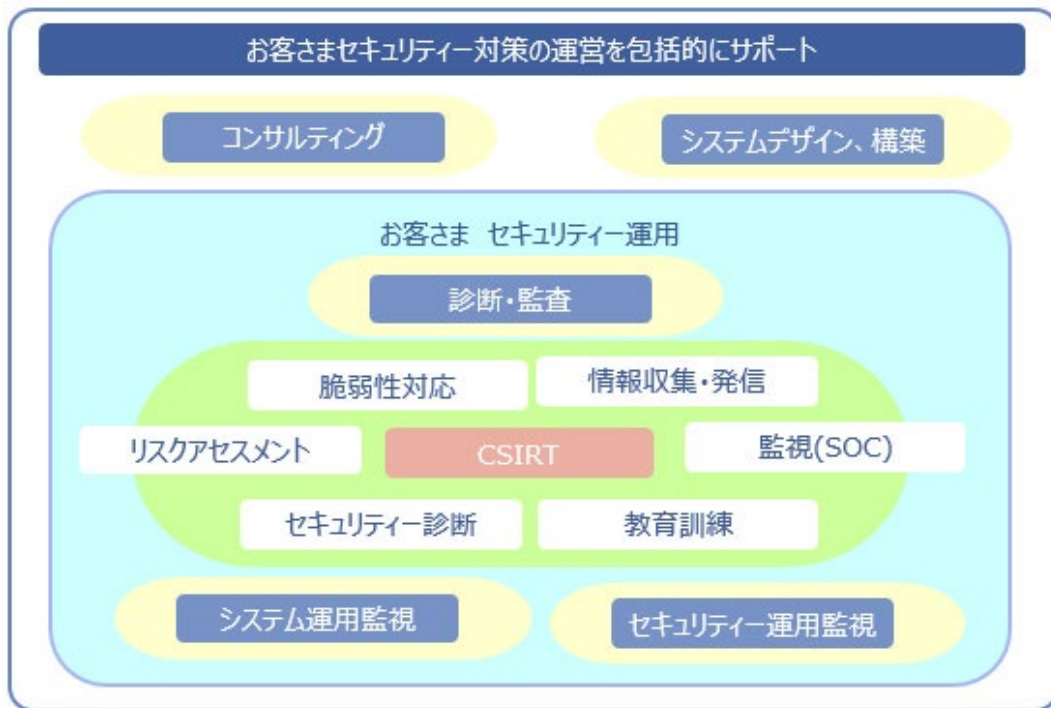 お客さまセキュリティー対策の運営を包括的にサポート
コンサルティング
システムデザイン、構築
お客さま セキュリティー運用
診断・監査
脆弱性対応
情報収集・発信
リスクアセスメント
CSIRT
監視(SOC)
セキュリティー診断
教育訓練
システム運用監視
セキュリティー運用監視